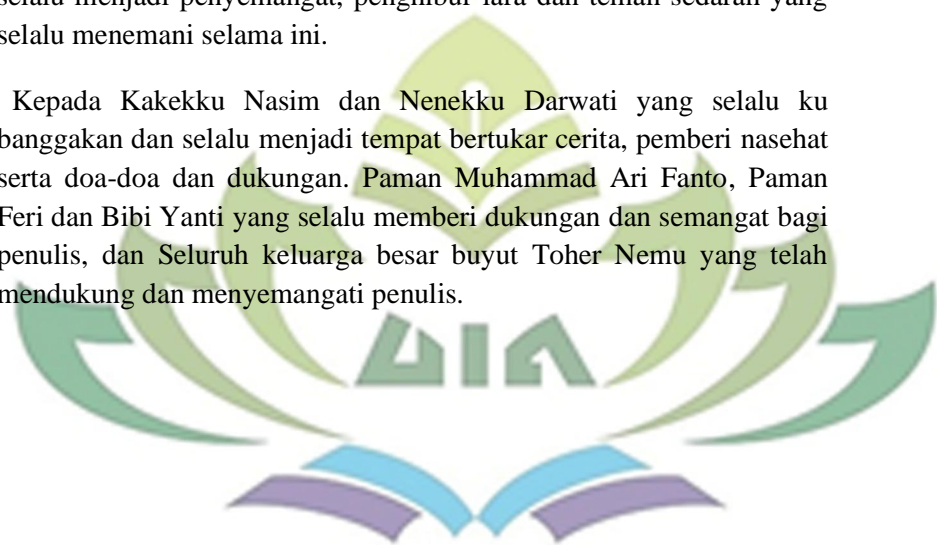 selalu menjadi penyemangat, penghibur lara dan teman sedarah yang
selalu menemani selama ini.
Kepada Kakekku Nasim dan Nenekku Darwati yang selalu ku
banggakan dan selalu menjadi tempat bertukar cerita, pemberi nasehat
serta doa-doa dan dukungan. Paman Muhammad Ari Fanto, Paman
Feri dan Bibi Yanti yang selalu memberi dukungan dan semangat bagi
penulis, dan Seluruh keluarga besar buyut Toher Nemu yang telah
mendukung dan menyemangati penulis.
UIN